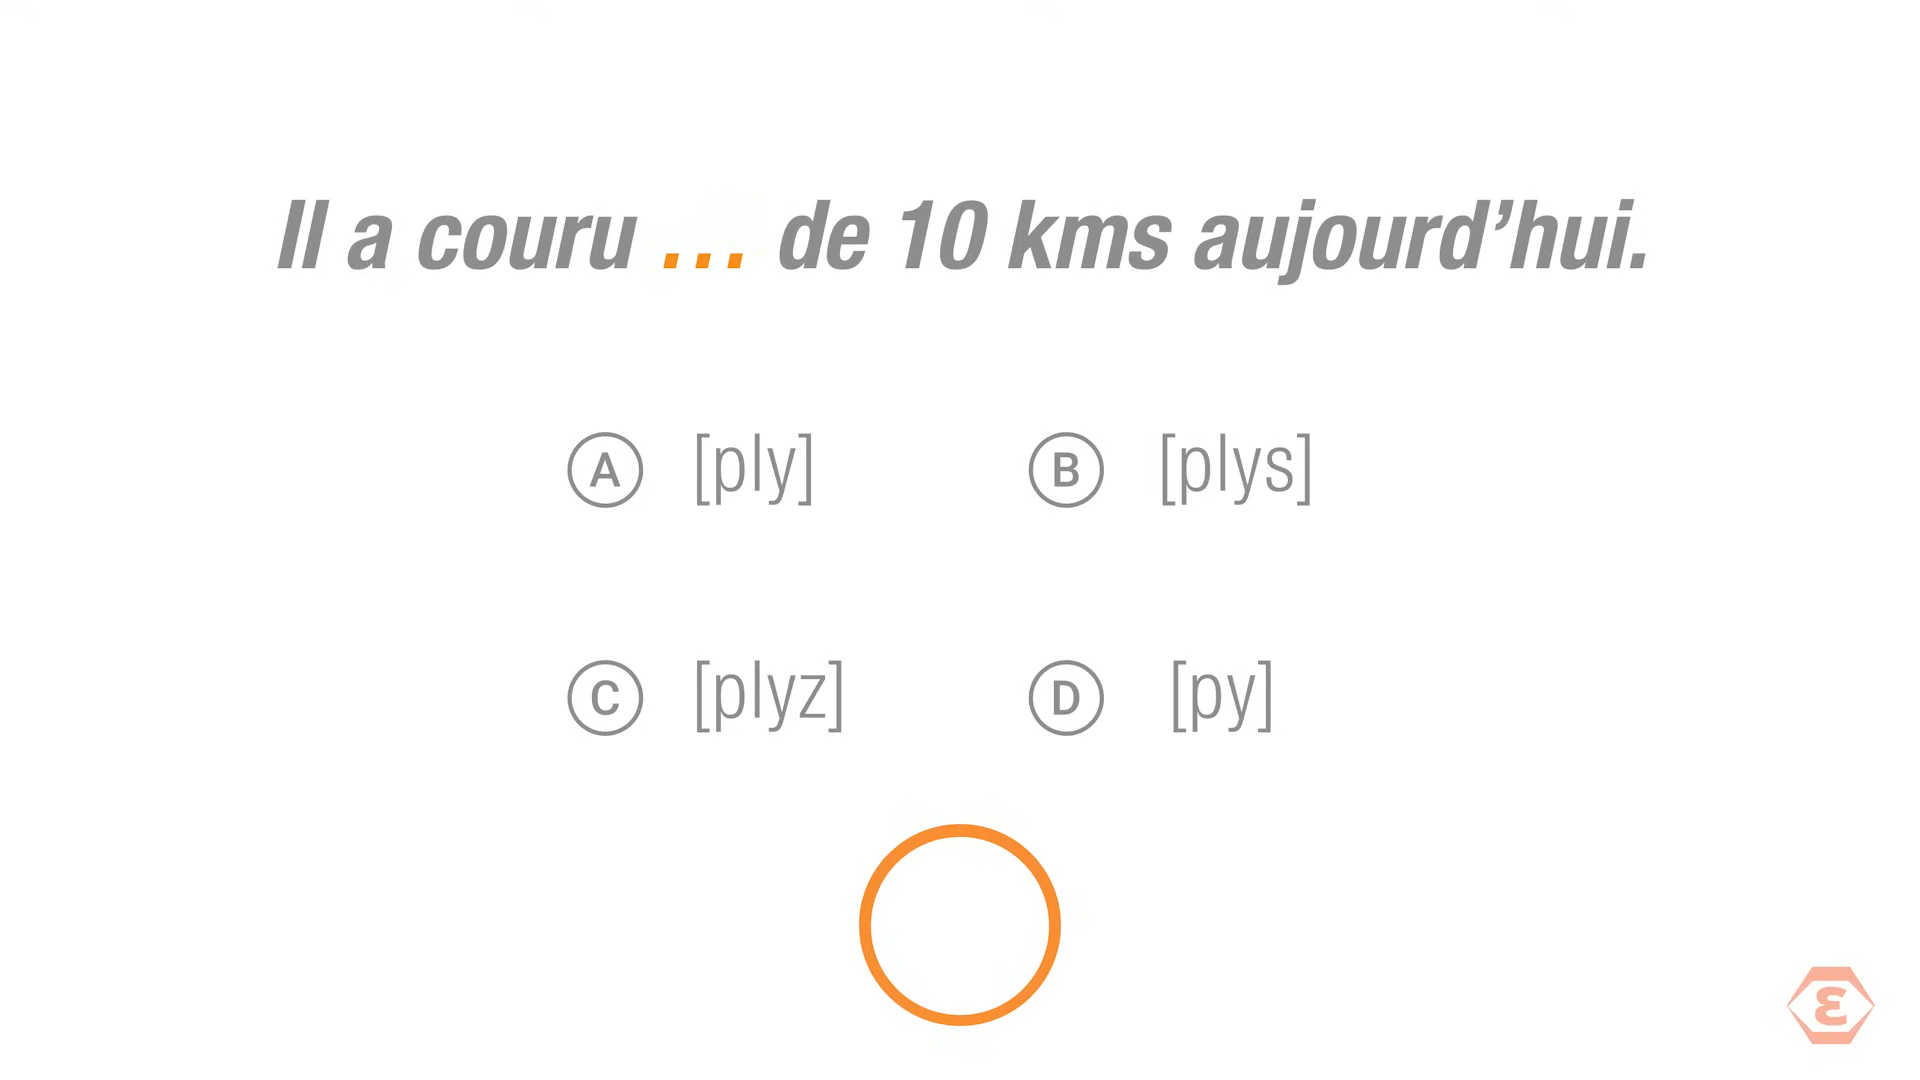 Il a couru ... de 10 kms aujourd’hui.
A [ply] B [plys]
C [plyz] D [py]
ε